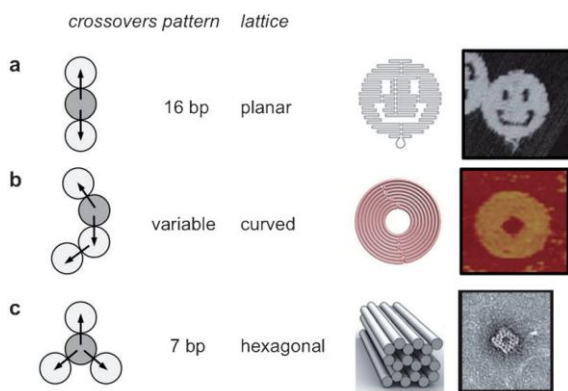 crossovers pattern lattice
a
16 bp planar
b
variable curved
c
7 bp hexagonal